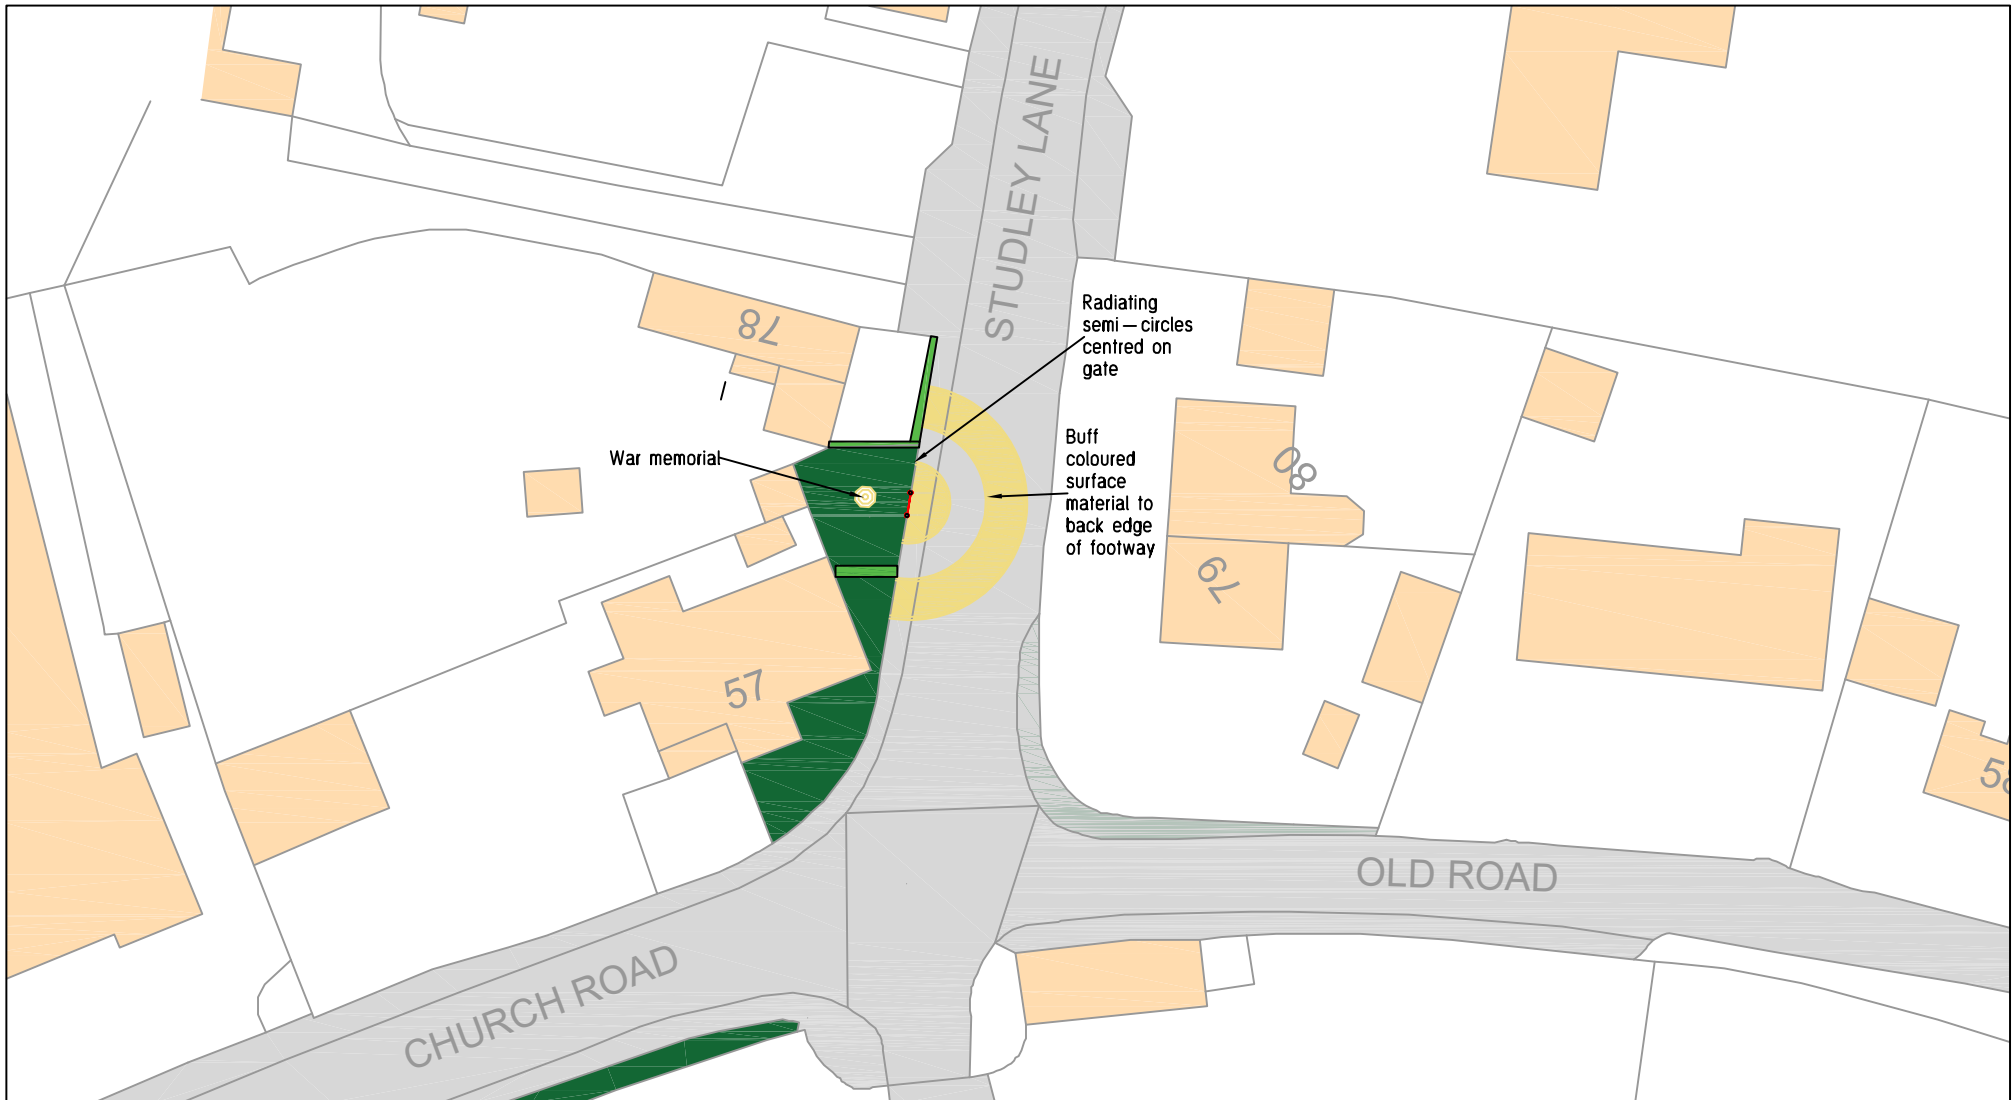 STUDLEY LANE
Radiating
semi-circles
centred on
gate
78
War memorial
Buff
coloured
surface
material to
back edge
of footway
80
79
57
58
OLD ROAD
CHURCH ROAD